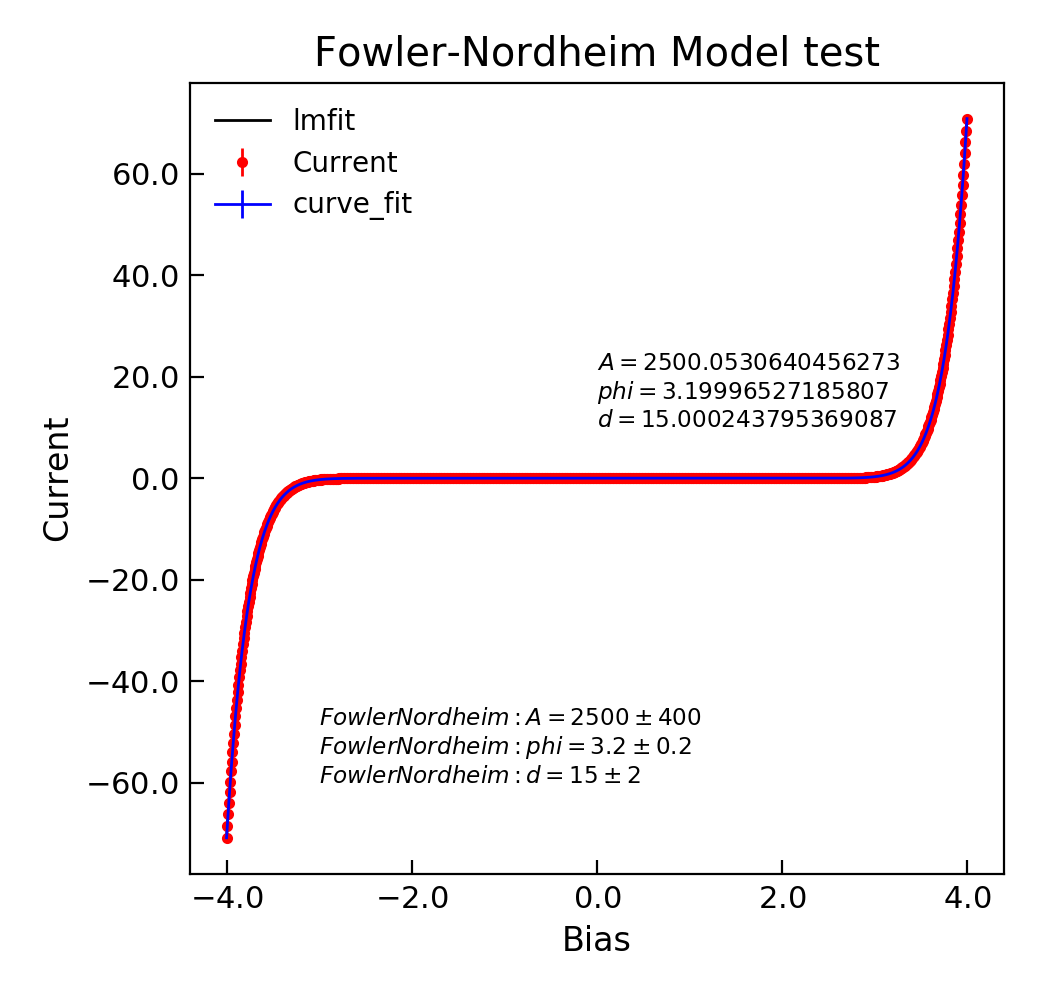 Fowler-Nordheim Model test
lmfit
Current
curve_fit
60.0
40.0
20.0
0.0
−20.0
−40.0
−60.0
Current
A = 2500.0530640456273
phi = 3.19996527185807
d = 15.000243795369087
FowlerNordheim : A = 2500 ± 400
FowlerNordheim : phi = 3.2 ± 0.2
FowlerNordheim : d = 15 ± 2
−4.0 −2.0 0.0 2.0 4.0
Bias